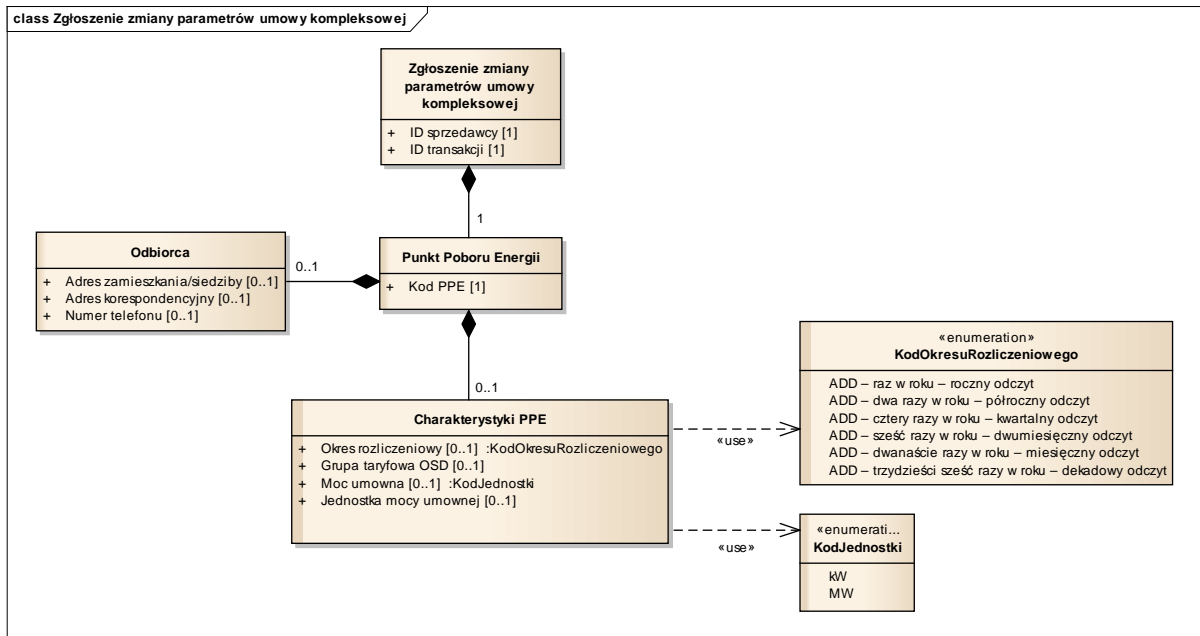 class Zgłoszenie zmiany parametrów umowy kompleksowej
Zgłoszenie zmiany
parametrów umowy
kompleksowej
+ ID sprzedawcy [1]
+ ID transakcji [1]
1
Odbiorca
+ Adres zamieszkania/siedziby [0..1]
+ Adres korespondencyjny [0..1]
+ Numer telefonu [0..1]
0..1
Punkt Poboru Energii
+ Kod PPE [1]
0..1
Charakterystyki PPE
+ Okres rozliczeniowy [0..1] :KodOkresuRozliczeniowego
+ Grupa taryfowa OSD [0..1]
+ Moc umowna [0..1] :KodJednostki
+ Jednostka mocy umownej [0..1]
«use»
«use»
«enumeration»
KodOkresuRozliczeniowego
ADD – raz w roku – roczny odczyt
ADD – dwa razy w roku – półroczny odczyt
ADD – cztery razy w roku – kwartalny odczyt
ADD – sześć razy w roku – dwumiesięczny odczyt
ADD – dwanaście razy w roku – miesięczny odczyt
ADD – trzydzieści sześć razy w roku – dekadowy odczyt
«enumerati...
KodJednostki
kW
MW